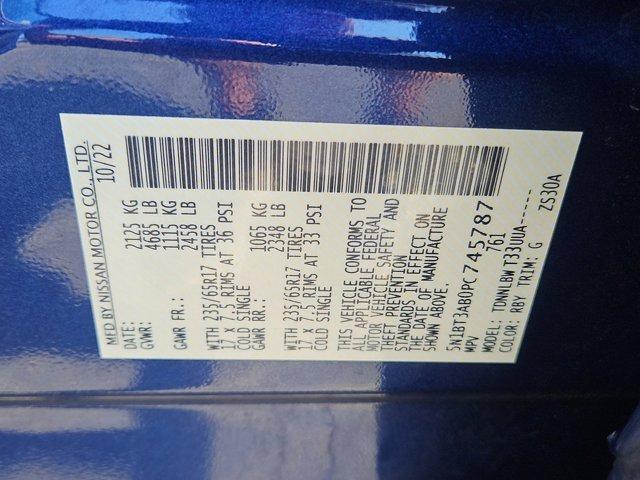 MFD BY NISSAN MOTOR CO., LTD.
DATE: 10/22
GVWR: 2125 KG
4685 LB
GAWR FR.: 1115 KG
2458 LB
WITH 235/65R17 TIRES
17 x 7.5 RIMS AT 36 PSI
COLD SINGLE
GAWR RR.: 1065 KG
2348 LB
WITH 235/65R17 TIRES
17 x 7.5 RIMS AT 33 PSI
COLD SINGLE
THIS VEHICLE CONFORMS TO
ALL APPLICABLE FEDERAL
MOTOR VEHICLE SAFETY AND
THEFT PREVENTION
STANDARDS IN EFFECT ON
THE DATE OF MANUFACTURE
SHOWN ABOVE.
5N1BT3AB0PC745787
MPV 761
MODEL: TDNNLBW T33UUA------
COLOR: RBY TRIM: G ZS30A